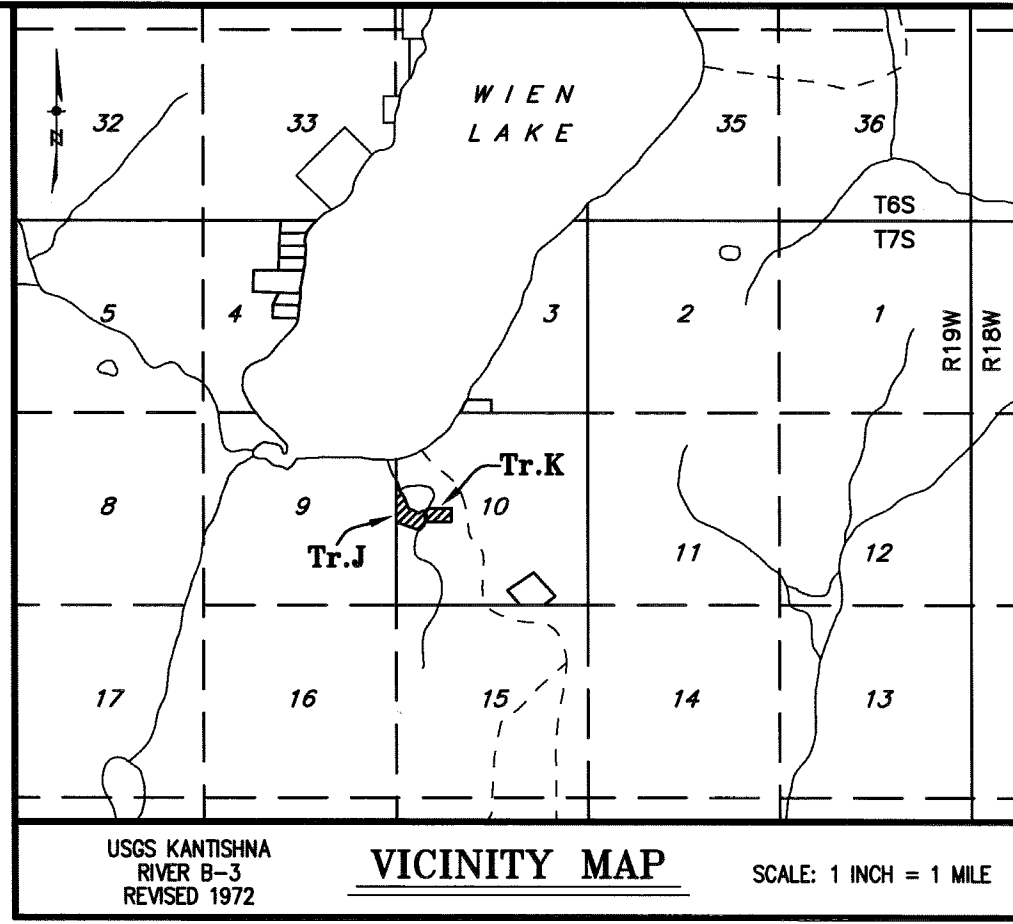 N
WIEN
LAKE
32
33
35
36
T6S
T7S
5
4
3
2
1
R19W
R18W
Tr.K
8
9
10
Tr.J
11
12
17
16
15
14
13
USGS KANTISHNA
RIVER B-3
REVISED 1972
VICINITY MAP
SCALE: 1 INCH = 1 MILE